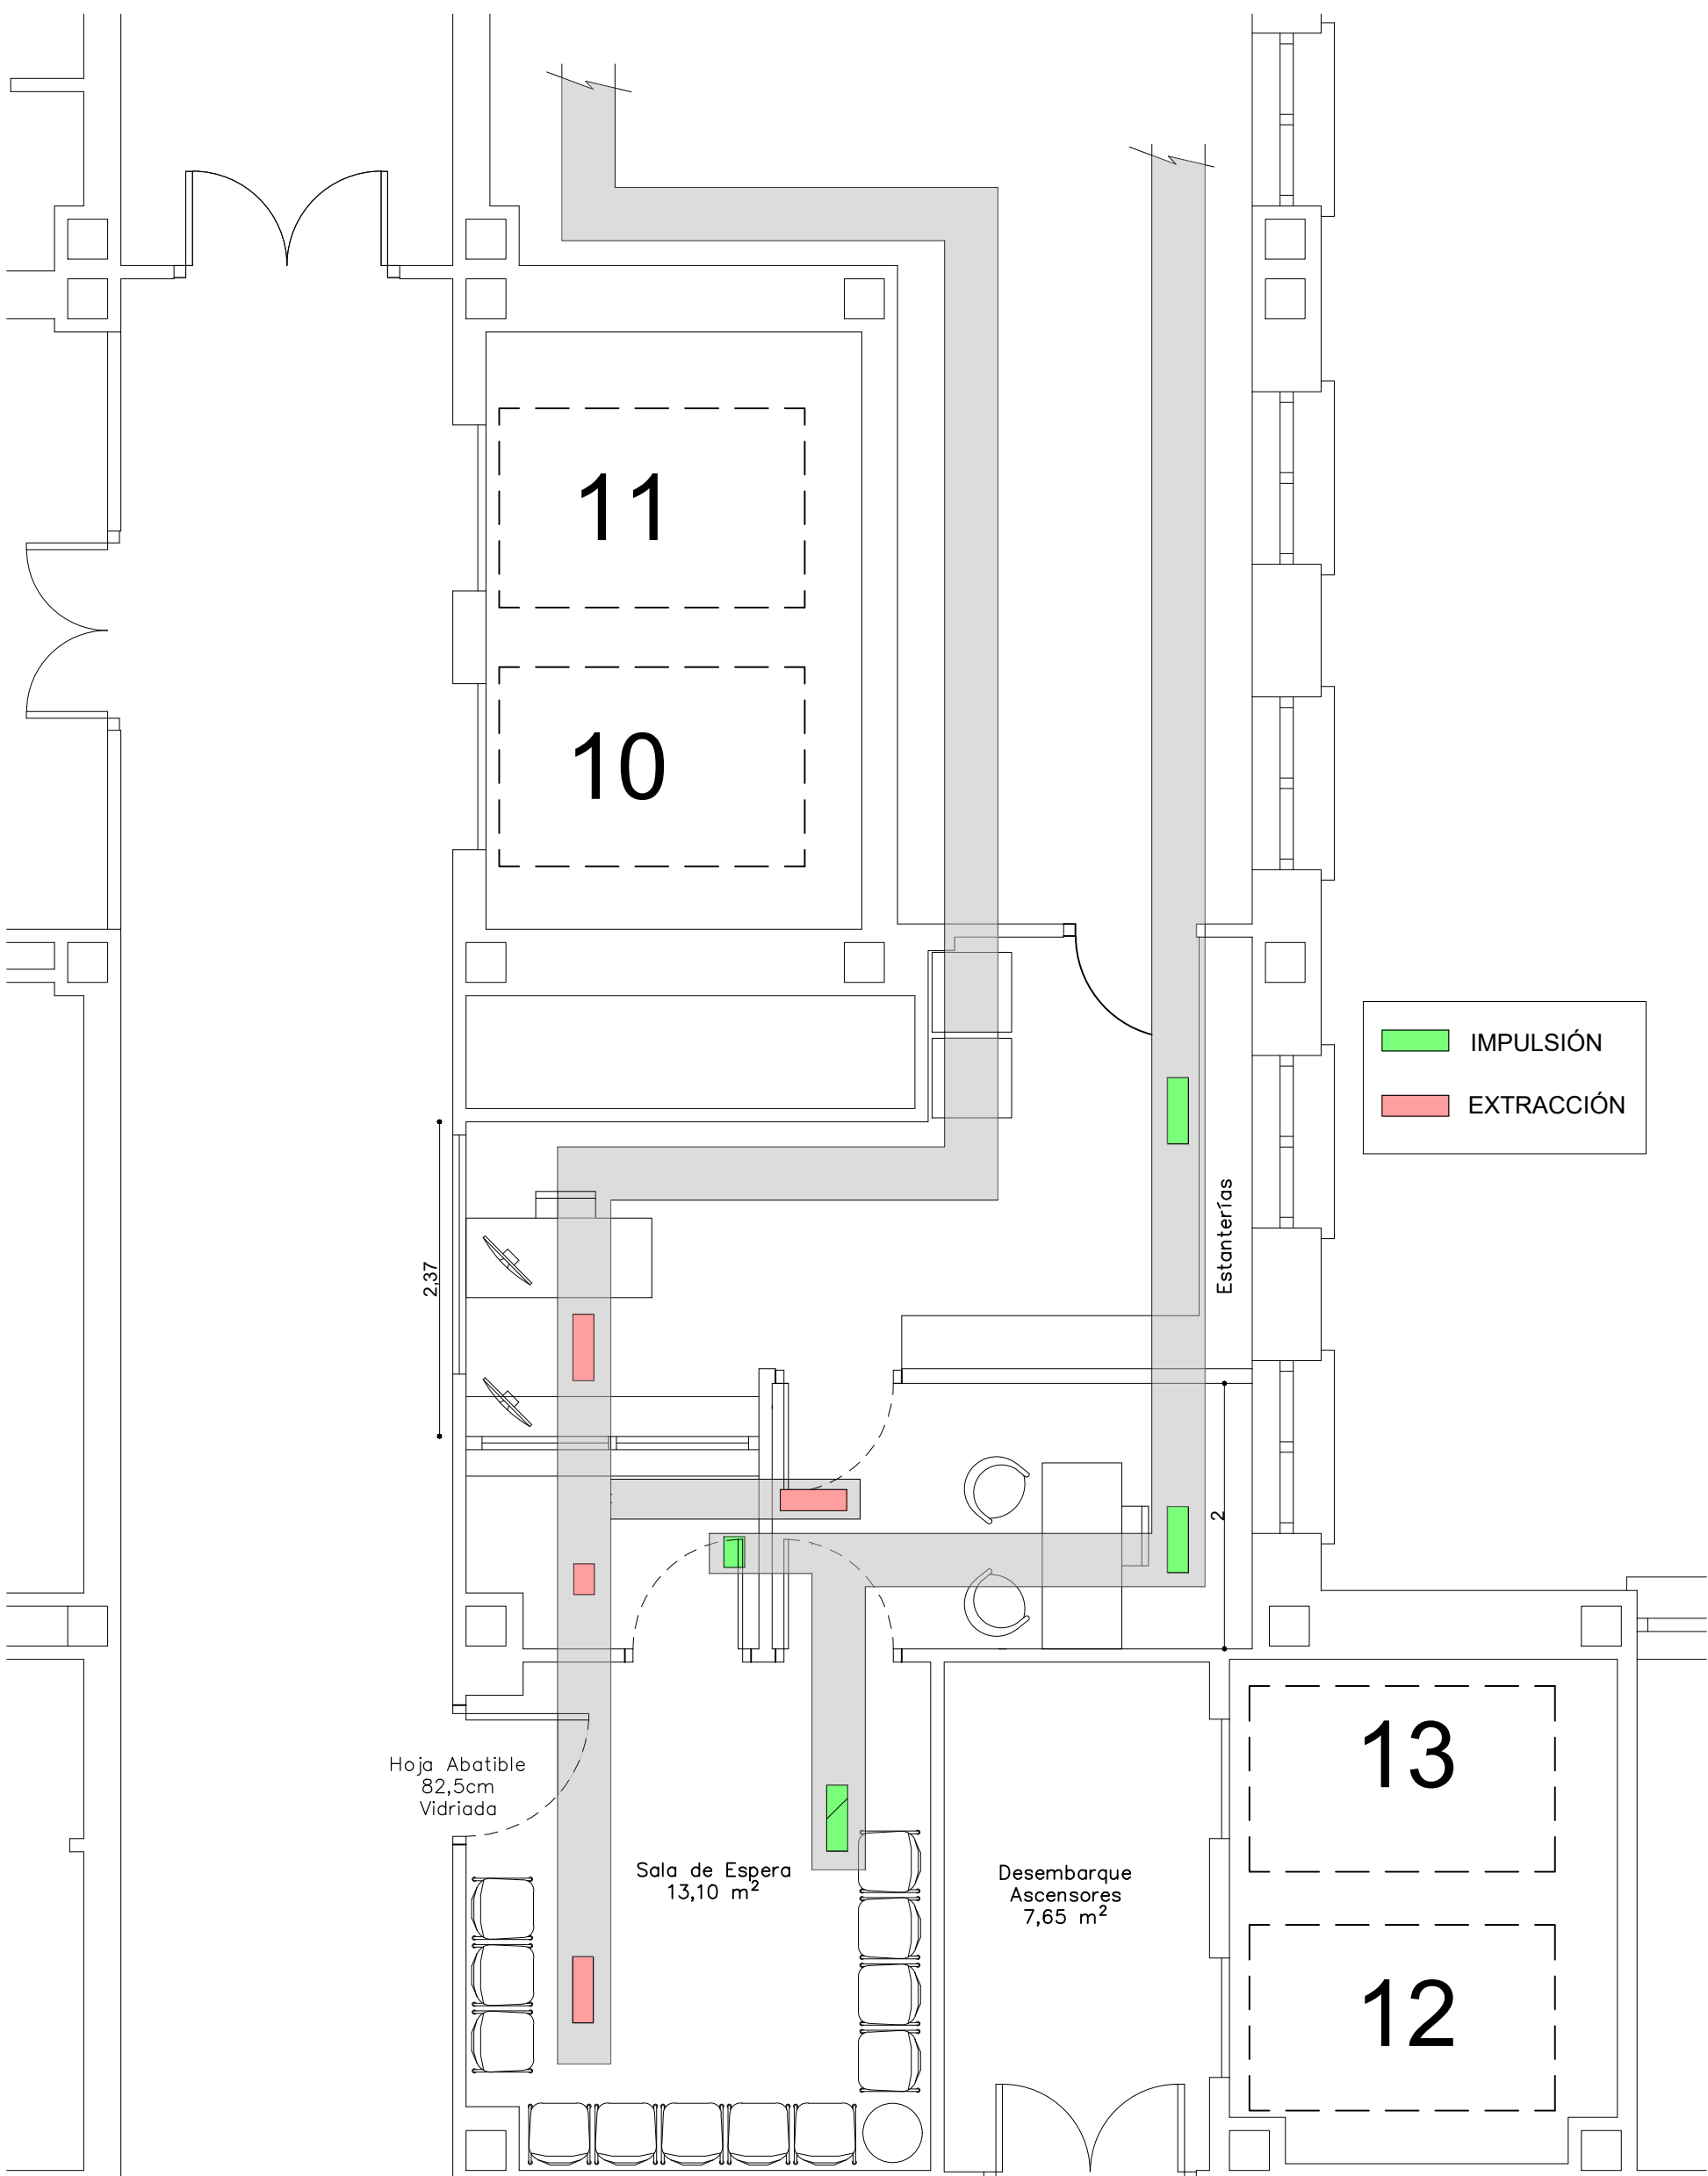 11
10
IMPULSIÓN
EXTRACCIÓN
Estanterías
2,37
2
Hoja Abatible
82,5cm
Vidriada
Sala de Espera
13,10 m²
Desembarque
Ascensores
7,65 m²
13
12